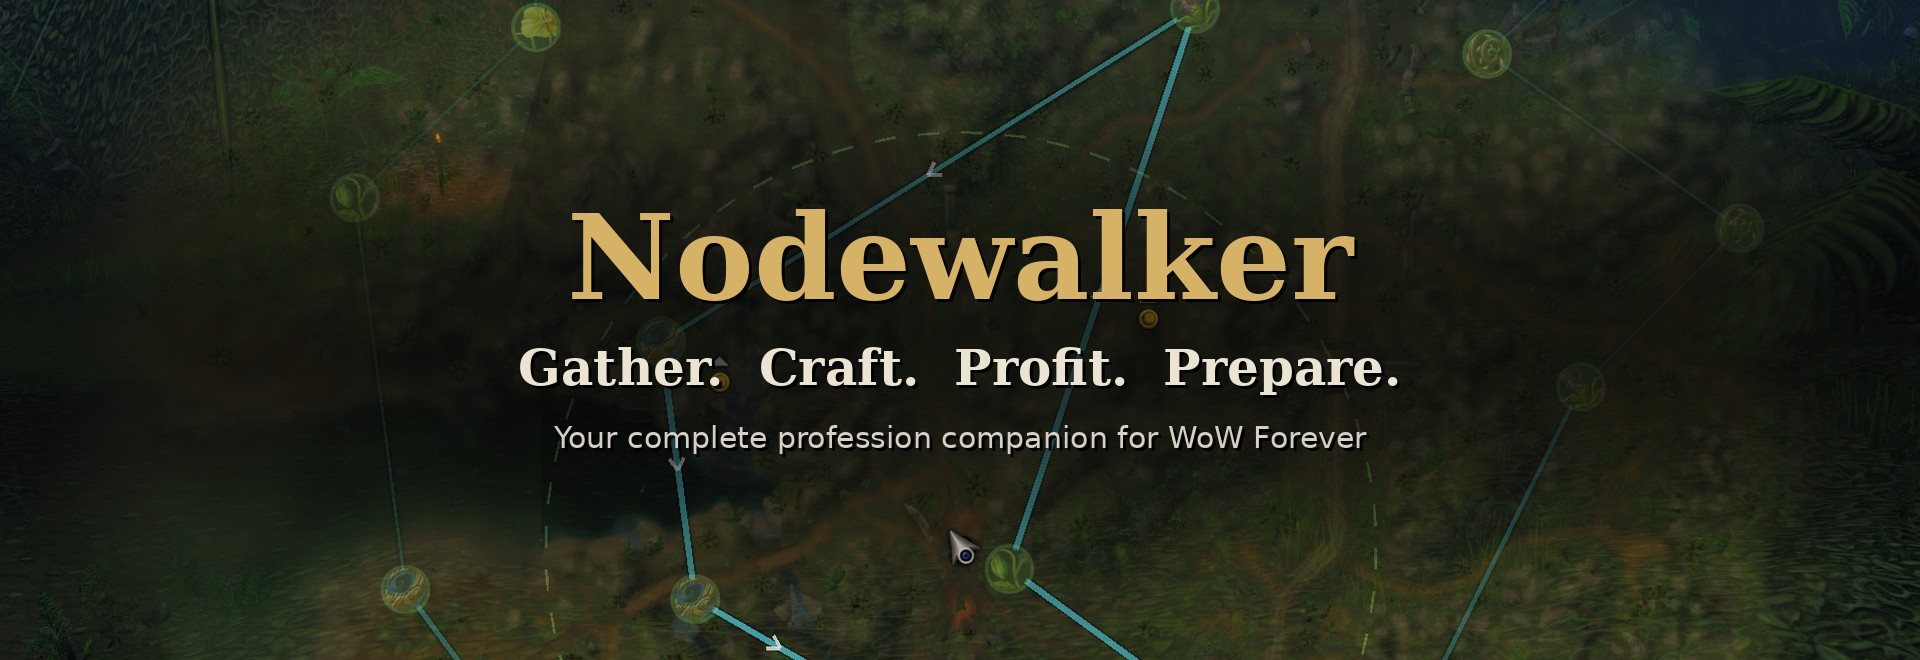 Nodewalker
Gather. Craft. Profit. Prepare.
Your complete profession companion for WoW Forever